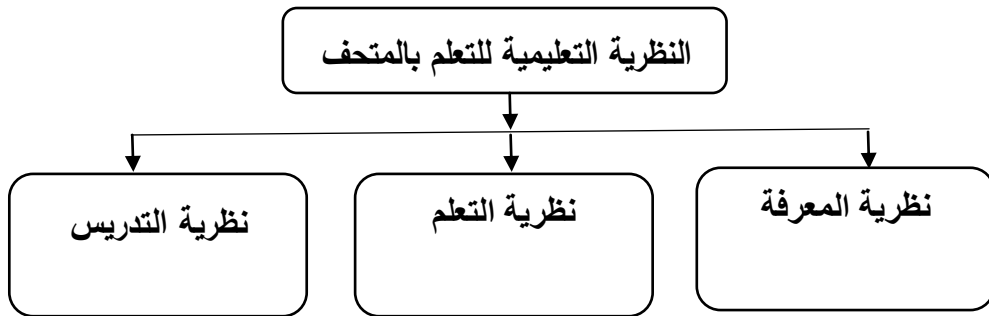 النظرية التعليمية للتعلم بالمتحف
نظرية المعرفة
نظرية التعلم
نظرية التدريس